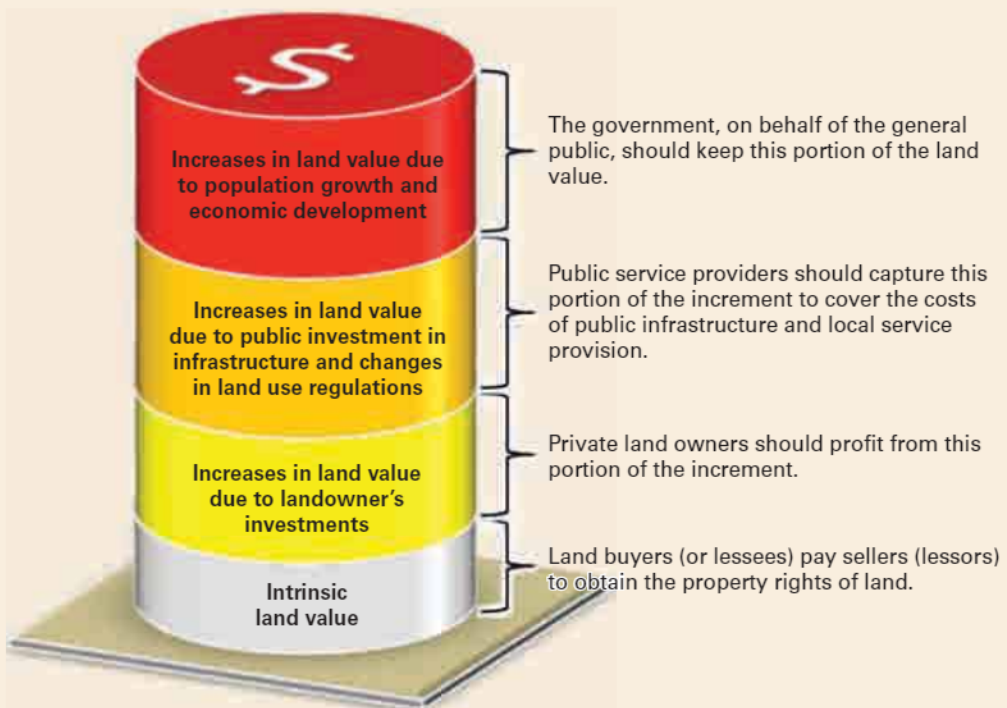 $
Increases in land value due
to population growth and
economic development
The government, on behalf of the general
public, should keep this portion of the land
value.
Increases in land value
due to public investment in
infrastructure and changes
in land use regulations
Public service providers should capture this
portion of the increment to cover the costs
of public infrastructure and local service
provision.
Increases in land value
due to landowner’s
investments
Private land owners should profit from this
portion of the increment.
Intrinsic
land value
Land buyers (or lessees) pay sellers (lessors)
to obtain the property rights of land.